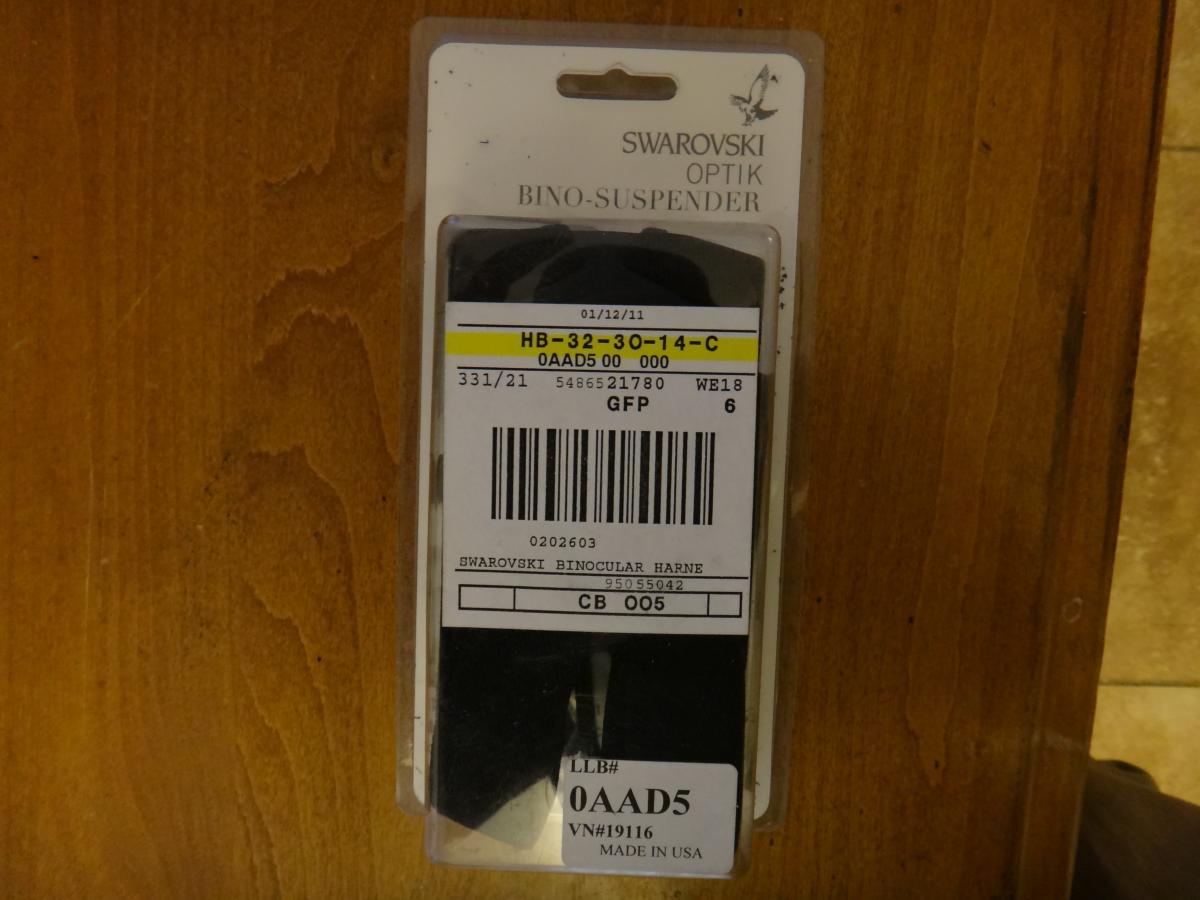 SWAROVSKI
OPTIK
BINO-SUSPENDER
01/12/11
HB-32-30-14-C
0AAD5 00 000
331/21 5486521780 WE18
GFP 6
0202603
SWAROVSKI BINOCULAR HARNE
95055042
CB 005
LLB#
0AAD5
VN#19116
MADE IN USA